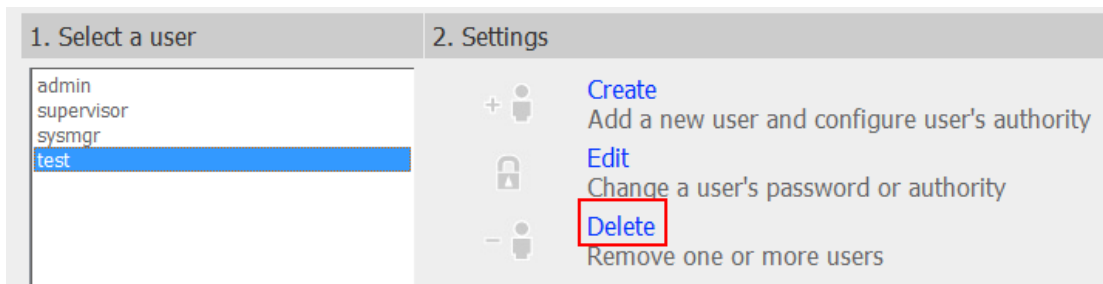 1. Select a user
2. Settings
admin
supervisor
sysmgr
test
Create
Add a new user and configure user's authority
Edit
Change a user's password or authority
Delete
Remove one or more users